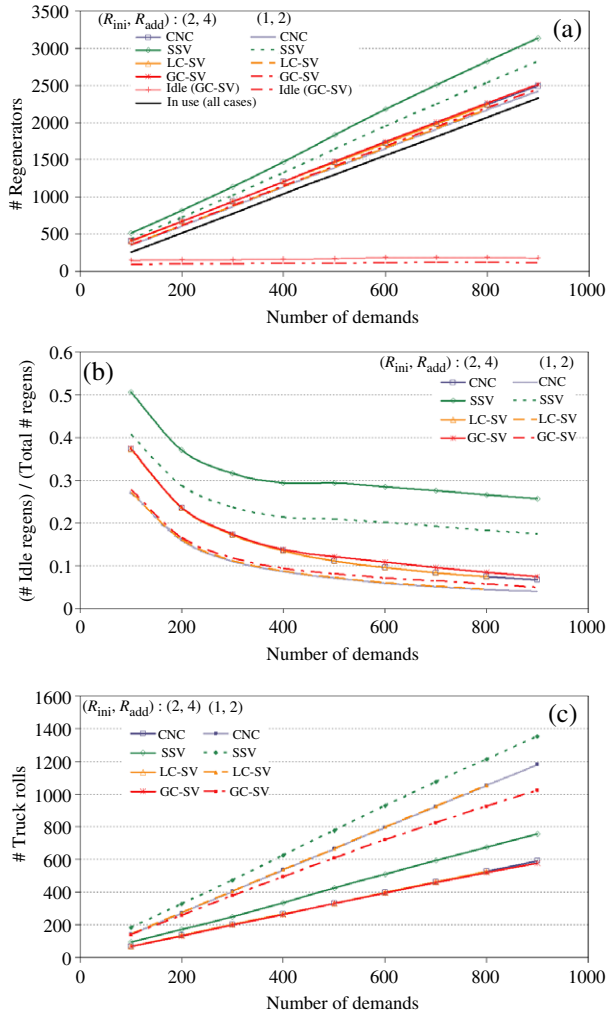 3500
3000
2500
2000
1500
1000
500
0
# Regenerators
(R_ini, R_add) : (2, 4) (1, 2)
CNC CNC
SSV SSV
LC-SV LC-SV
GC-SV GC-SV
Idle (GC-SV) Idle (GC-SV)
In use (all cases)
(a)
0 200 400 600 800 1000
Number of demands
0.6
0.5
0.4
0.3
0.2
0.1
0
(# Idle regens) / (Total # regens)
(b)
(R_ini, R_add) : (2, 4) (1, 2)
CNC CNC
SSV SSV
LC-SV LC-SV
GC-SV GC-SV
0 200 400 600 800 1000
Number of demands
1600
1400
1200
1000
800
600
400
200
0
# Truck rolls
(R_ini, R_add) : (2, 4) (1, 2)
CNC CNC
SSV SSV
LC-SV LC-SV
GC-SV GC-SV
(c)
0 200 400 600 800 1000
Number of demands